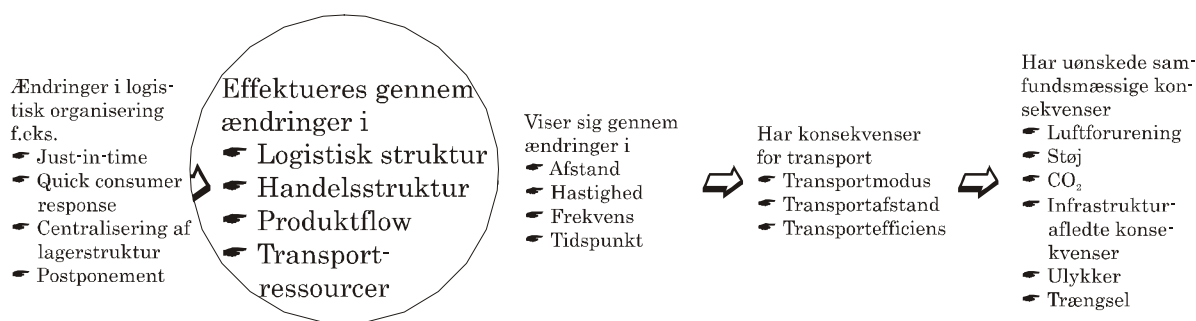 Ændringer i logis-
tisk organisering
f.eks.
Just-in-time
Quick consumer
response
Centralisering af
lagerstruktur
Postponement
Effektueres gennem
ændringer i
Logistisk struktur
Handelsstruktur
Produktflow
Transport-
ressourcer
Viser sig gennem
ændringer i
Afstand
Hastighed
Frekvens
Tidspunkt
Har konsekvenser
for transport
Transportmodus
Transportafstand
Transportefficiens
Har uønskede sam-
fundsmæssige kon-
sekvenser
Luftforurening
Støj
CO₂
Infrastruktur-
afledte konse-
kvenser
Ulykker
Trængsel